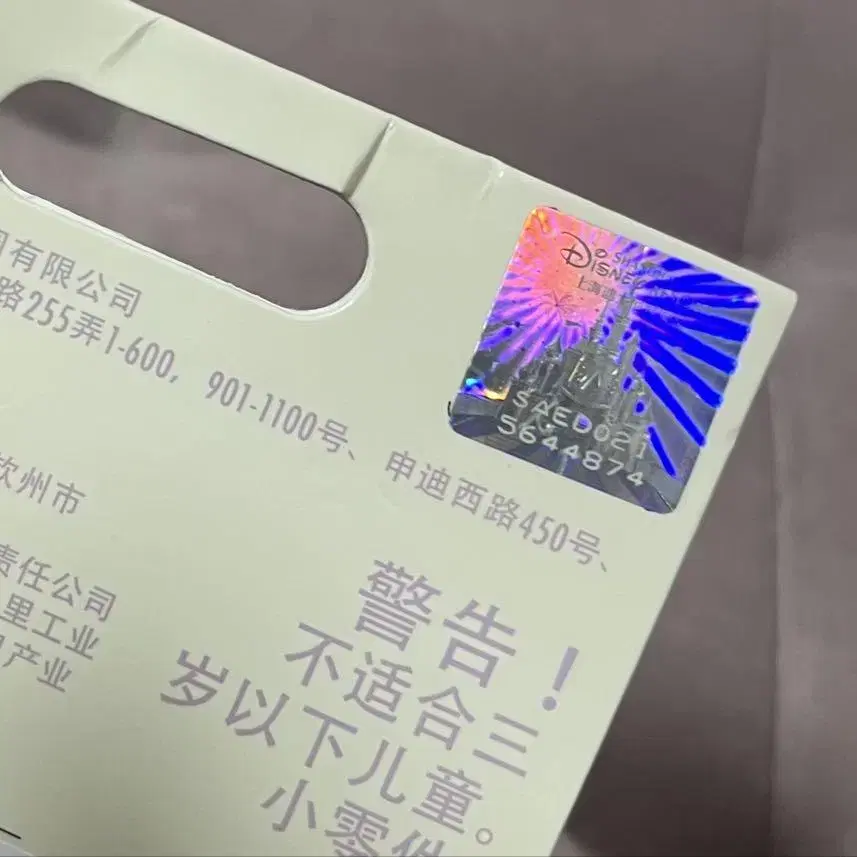 有限公司
路255弄1-600，901-1100号、申迪西路450号、
钦州市
责任公司
里工业
产业
警告！
不适合三
岁以下儿童。
小零件
Disney
SAED021
5644874